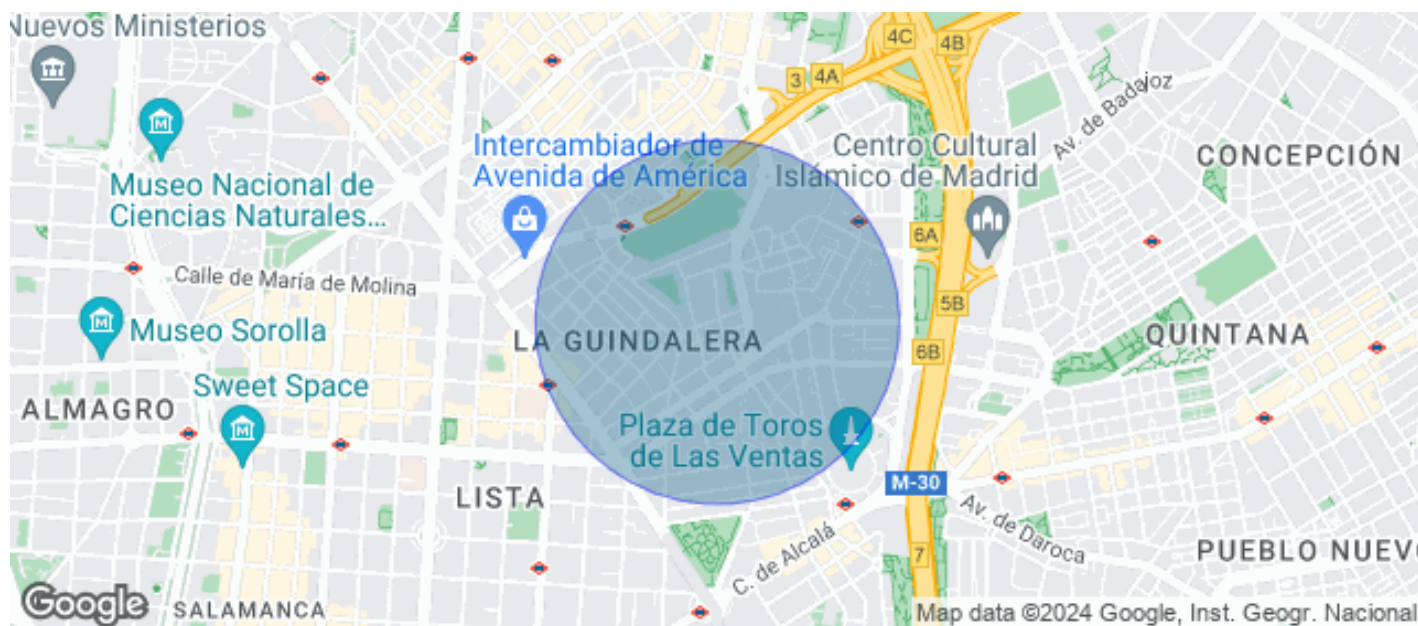 Nuevos Ministerios
4C
4B
3
4A
Av. de Badajoz
Intercambiador de
Avenida de América
Centro Cultural
Islámico de Madrid
CONCEPCIÓN
Museo Nacional de
Ciencias Naturales...
6A
Calle de María de Molina
5B
Museo Sorolla
LA GUINDALERA
QUINTANA
6B
Sweet Space
ALMAGRO
Plaza de Toros
de Las Ventas
LISTA
M-30
Av. de Daroca
C. de Alcalá
7
PUEBLO NUEVO
Google
SALAMANCA
Map data ©2024 Google, Inst. Geogr. Nacional